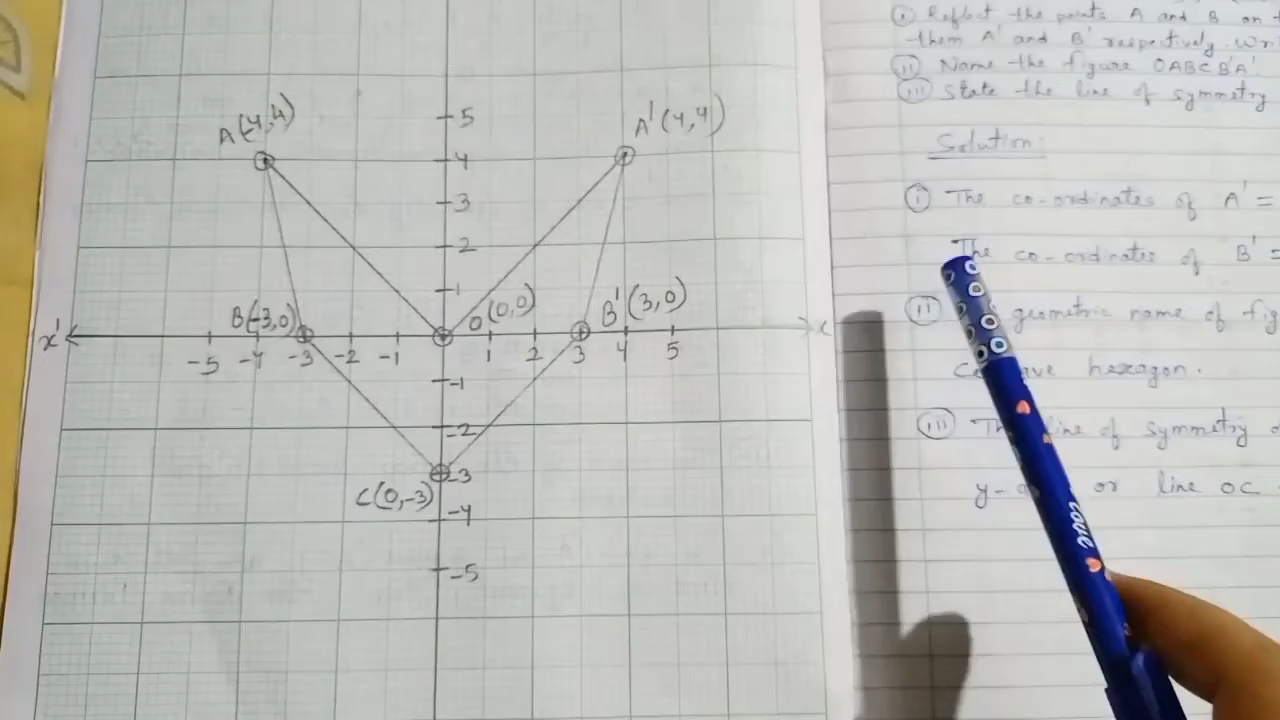 5
A(-4,4)
A'(4,4)
4
3
2
1
B(-3,0)
O(0,0)
B'(3,0)
x'
-5 -4 -3 -2 -1
1 2 3 4 5
-1
-2
-3
C(0,-3)
-4
-5
(i) Reflect the points A and B on
them A' and B' respectively. Wri
(ii) Name the figure OABCB'A'
(iii) State the line of symmetry
Solution:
(i) The co-ordinates of A' =
The co-ordinates of B' =
(ii) geometric name of fig
hexagon.
(iii) line of symmetry
y- or line OC
love